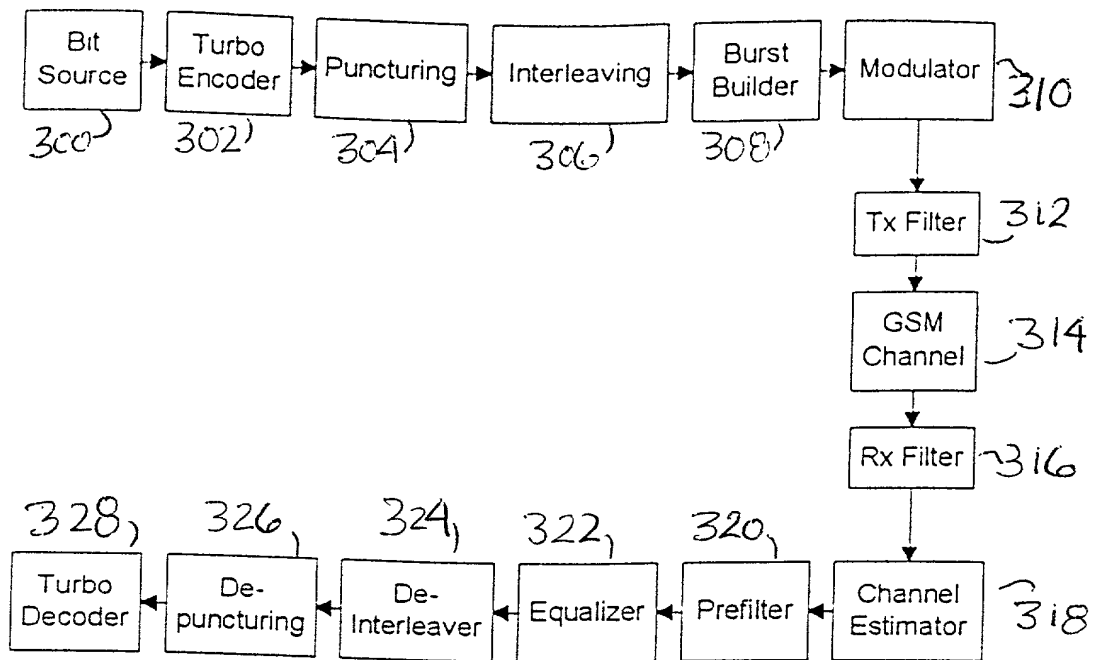 Bit Source
Turbo Encoder
Puncturing
Interleaving
Burst Builder
Modulator
300
302
304
306
308
310
Tx Filter
312
GSM Channel
314
Rx Filter
316
328
326
324
322
320
Turbo Decoder
De-puncturing
De-Interleaver
Equalizer
Prefilter
Channel Estimator
318